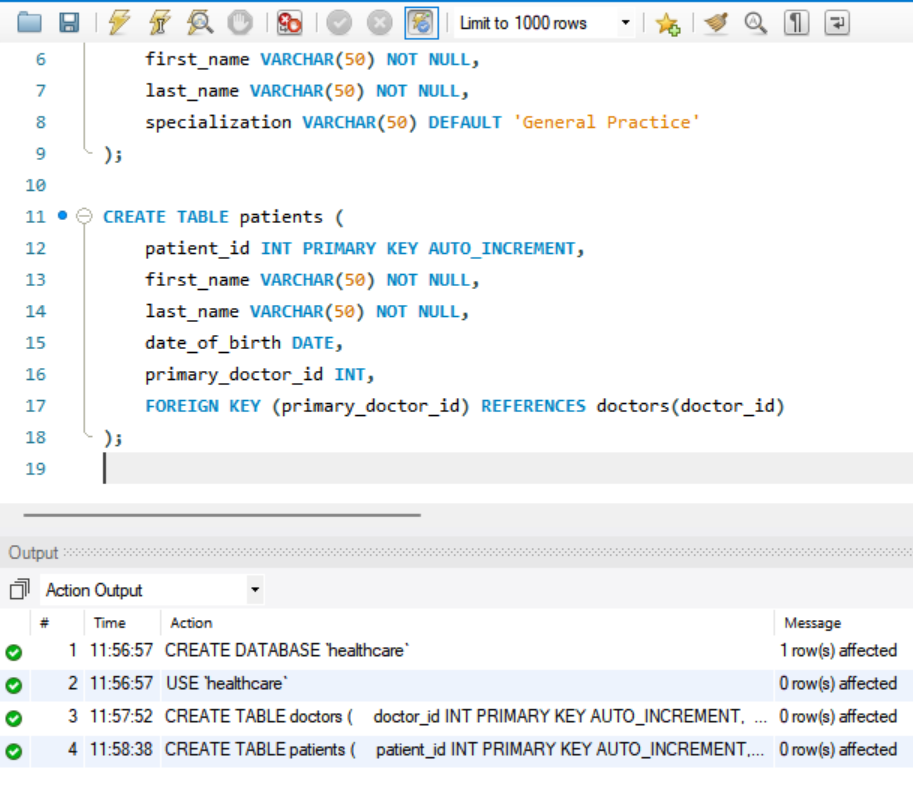 Limit to 1000 rows
6 first_name VARCHAR(50) NOT NULL,
7 last_name VARCHAR(50) NOT NULL,
8 specialization VARCHAR(50) DEFAULT 'General Practice'
9 );
10
11 CREATE TABLE patients (
12 patient_id INT PRIMARY KEY AUTO_INCREMENT,
13 first_name VARCHAR(50) NOT NULL,
14 last_name VARCHAR(50) NOT NULL,
15 date_of_birth DATE,
16 primary_doctor_id INT,
17 FOREIGN KEY (primary_doctor_id) REFERENCES doctors(doctor_id)
18 );
19
Output
Action Output
# Time Action Message
1 11:56:57 CREATE DATABASE `healthcare` 1 row(s) affected
2 11:56:57 USE `healthcare` 0 row(s) affected
3 11:57:52 CREATE TABLE doctors ( doctor_id INT PRIMARY KEY AUTO_INCREMENT, ... 0 row(s) affected
4 11:58:38 CREATE TABLE patients ( patient_id INT PRIMARY KEY AUTO_INCREMENT,... 0 row(s) affected